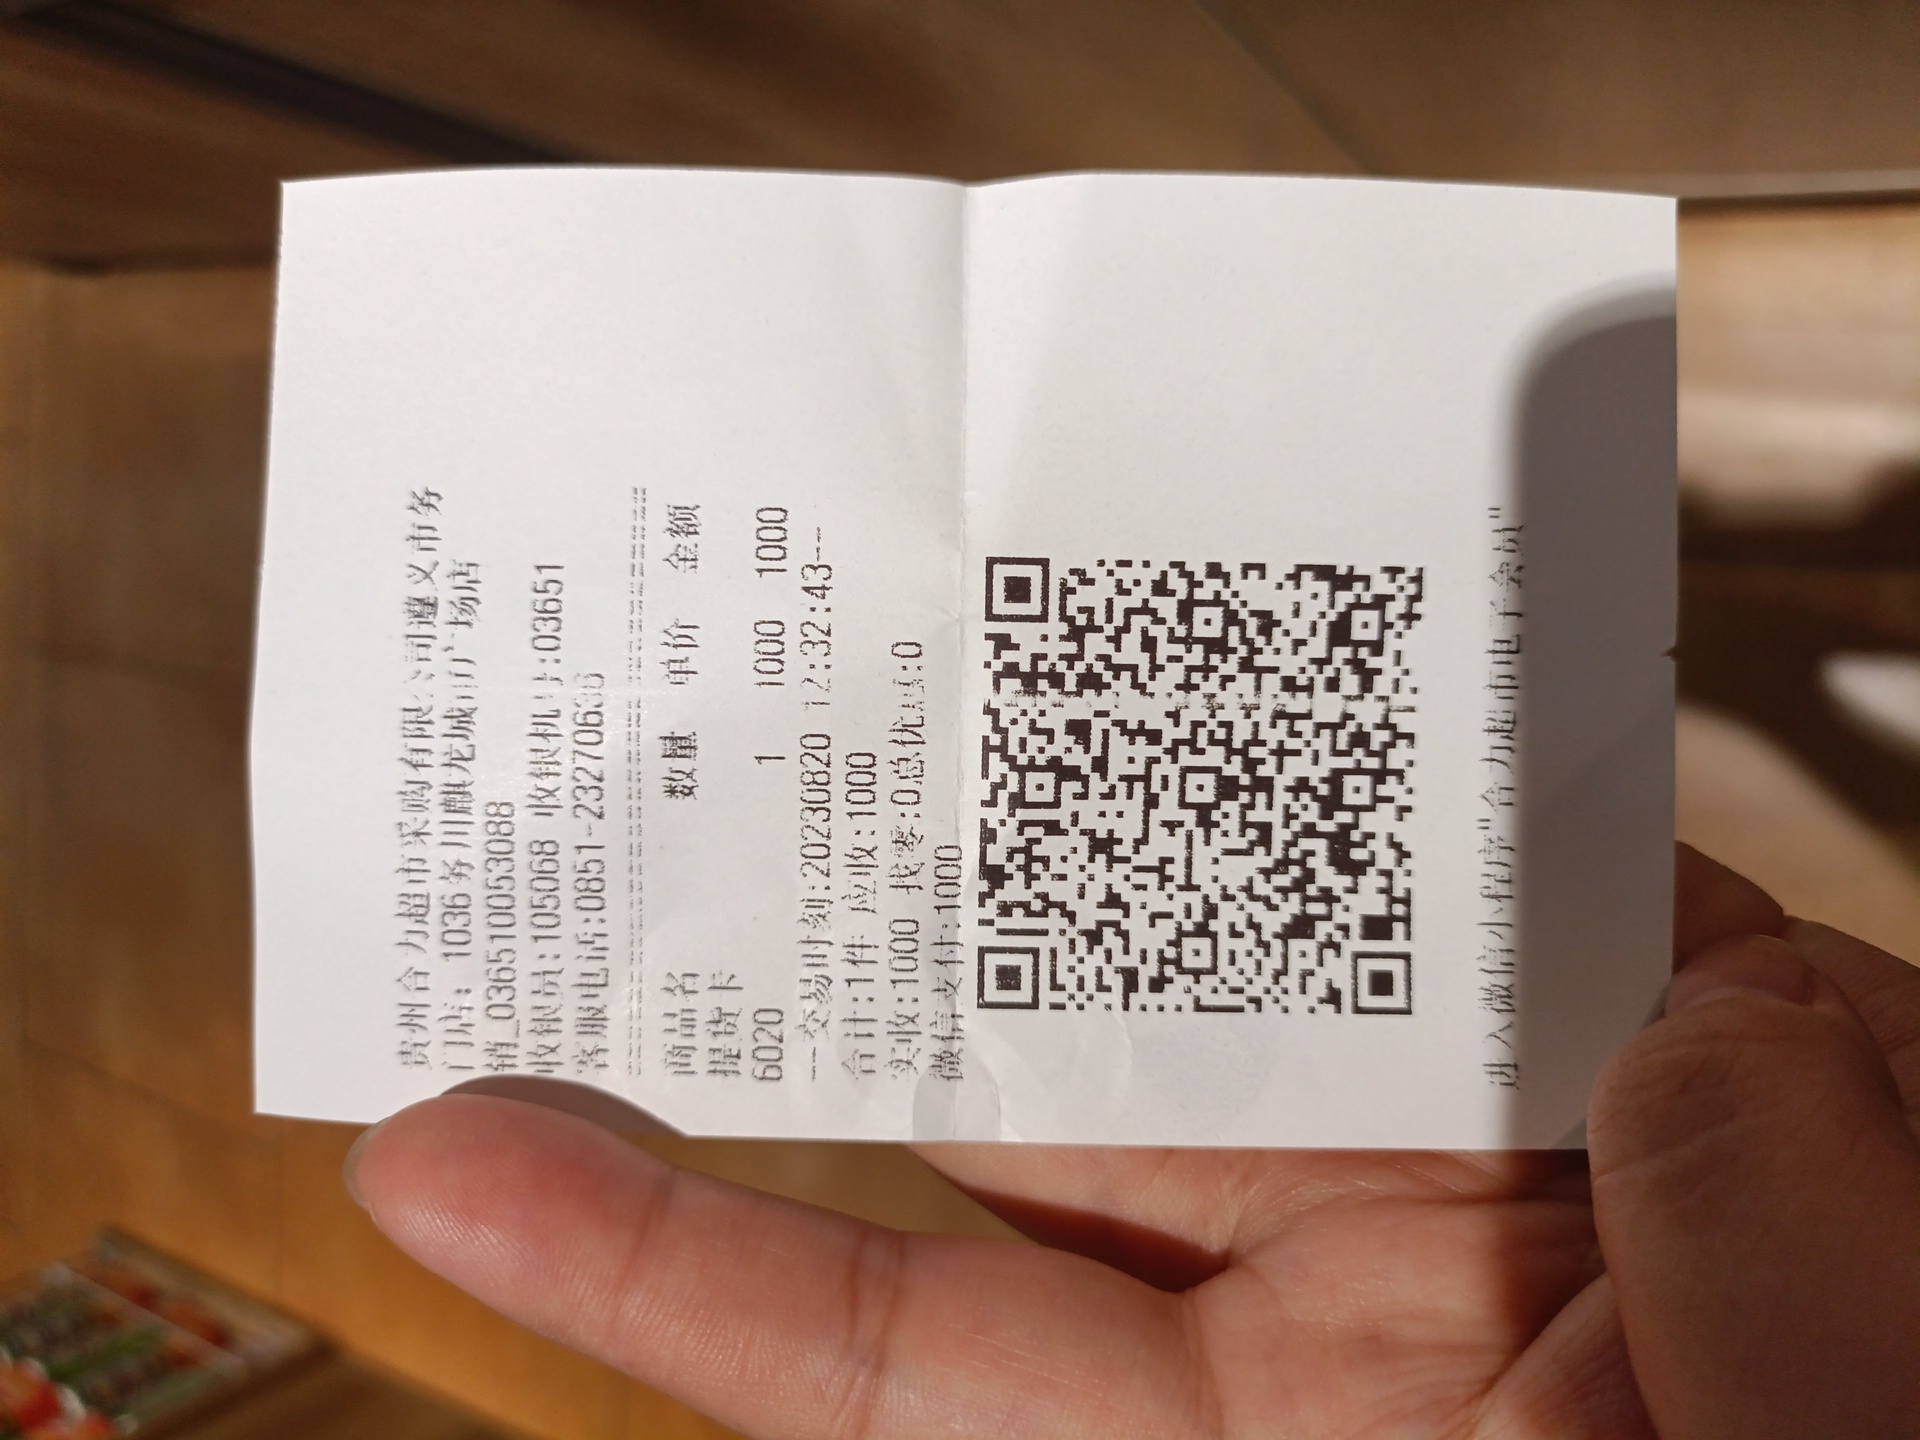 贵州合力超市采购有限公司遵义市务
门店: 1036务川麒龙城市广场店
销_036510053088
收银员:105068 收银机号:03651
客服电话:0851-23270636
商品名 数量 单价 金额
提货卡
6020 1 1000 1000
--交易时刻:20230820 12:32:43--
合计:1件 应收:1000
实收:1000 找零:0总优惠:0
微信支付:1000
进入微信小程序"合力超市电子会员"